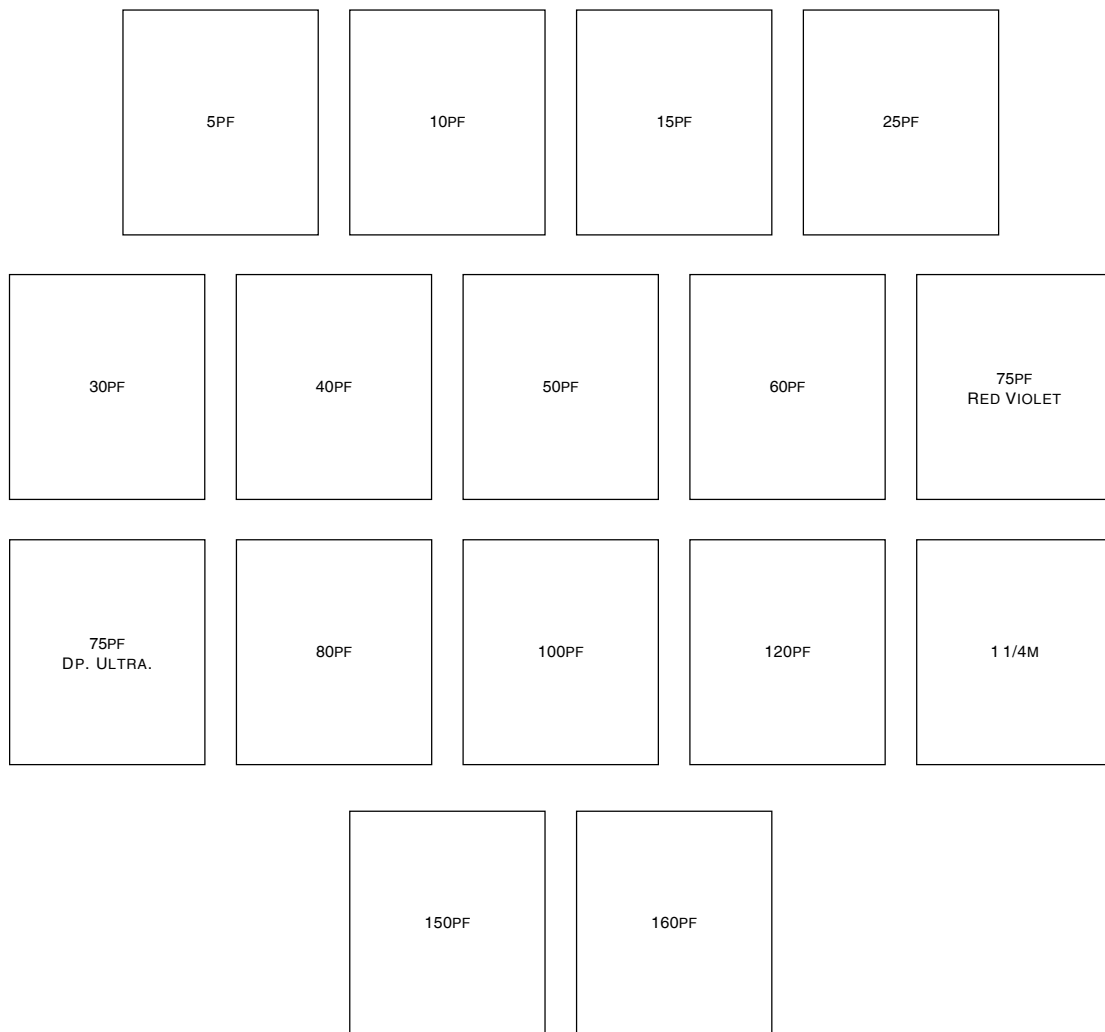 5PF
10PF
15PF
25PF
30PF
40PF
50PF
60PF
75PF
RED VIOLET
75PF
DP. ULTRA.
80PF
100PF
120PF
1 1/4M
150PF
160PF